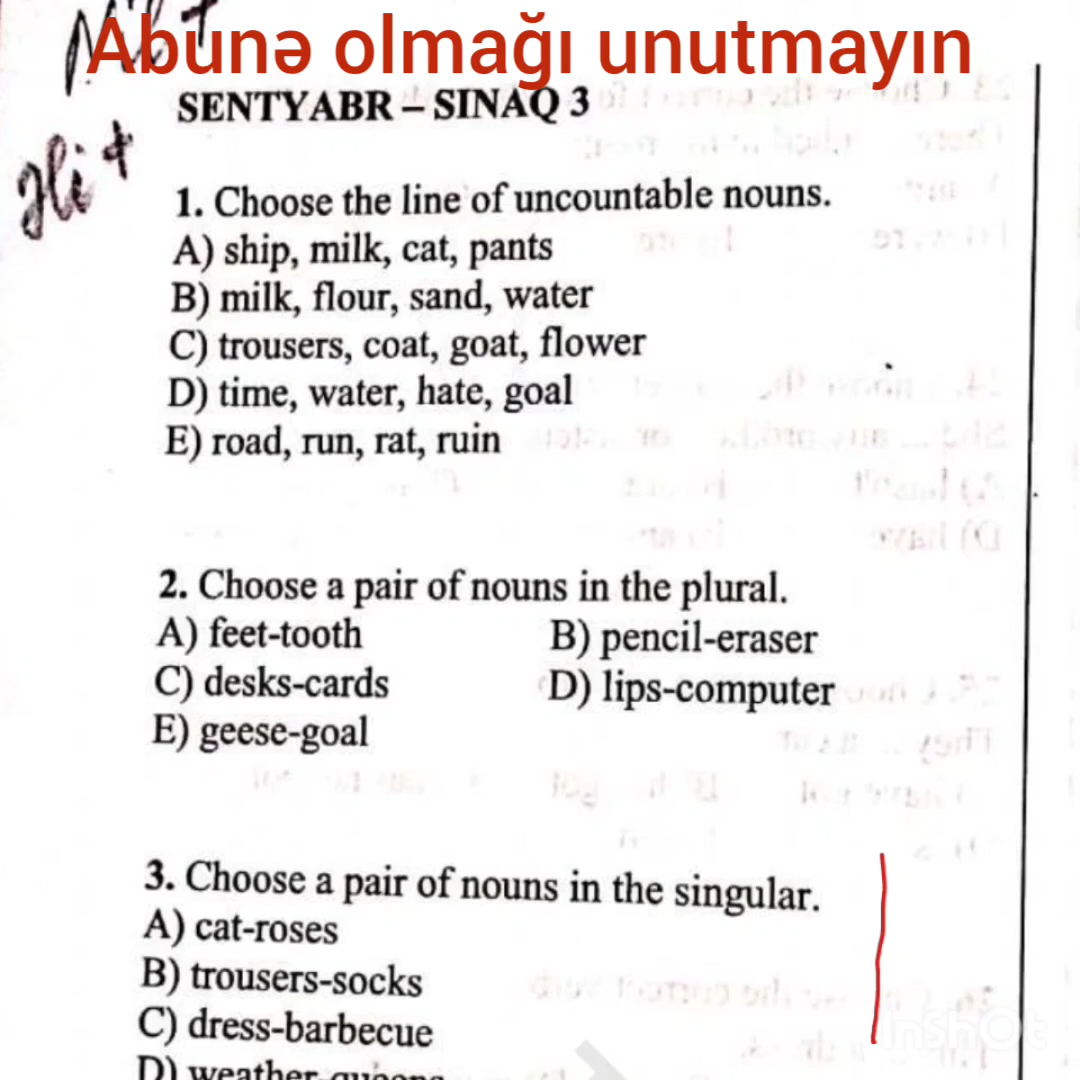 Abunə olmağı unutmayın
SENTYABR – SINAQ 3
1. Choose the line of uncountable nouns.
A) ship, milk, cat, pants
B) milk, flour, sand, water
C) trousers, coat, goat, flower
D) time, water, hate, goal
E) road, run, rat, ruin
2. Choose a pair of nouns in the plural.
A) feet-tooth B) pencil-eraser
C) desks-cards D) lips-computer
E) geese-goal
3. Choose a pair of nouns in the singular.
A) cat-roses
B) trousers-socks
C) dress-barbecue
InShOt
D) weather-